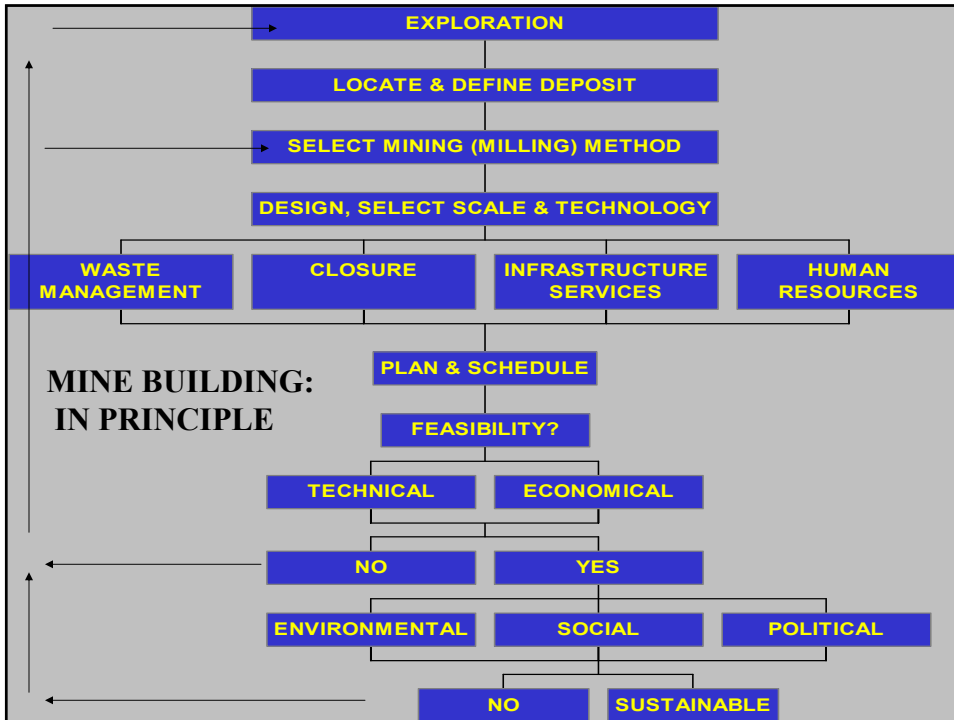 EXPLORATION
LOCATE & DEFINE DEPOSIT
SELECT MINING (MILLING) METHOD
DESIGN, SELECT SCALE & TECHNOLOGY
WASTE
MANAGEMENT
CLOSURE
INFRASTRUCTURE
SERVICES
HUMAN
RESOURCES
PLAN & SCHEDULE
MINE BUILDING:
IN PRINCIPLE
FEASIBILITY?
TECHNICAL
ECONOMICAL
NO
YES
ENVIRONMENTAL
SOCIAL
POLITICAL
NO
SUSTAINABLE